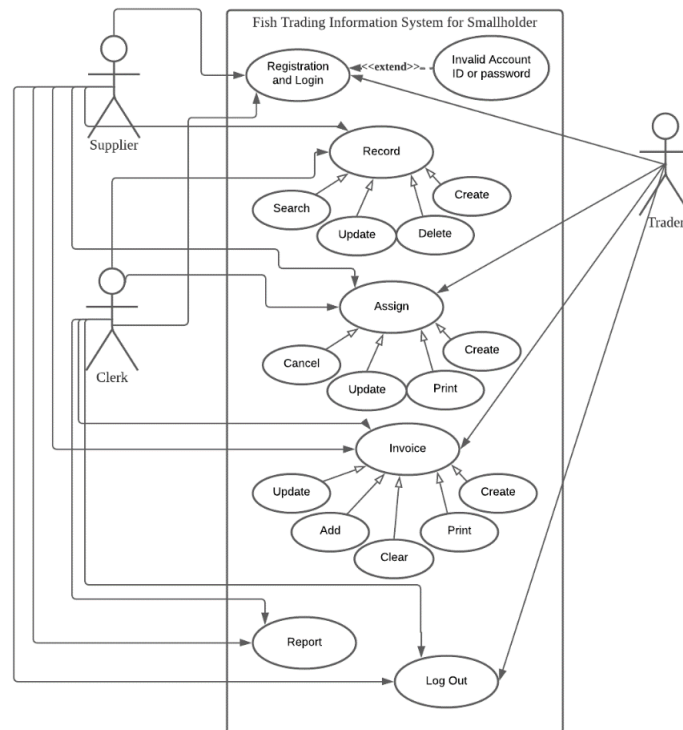 Fish Trading Information System for Smallholder
Registration
and Login
<<extend>>
Invalid Account
ID or password
Supplier
Record
Search
Update
Delete
Create
Trader
Assign
Cancel
Update
Print
Create
Clerk
Invoice
Update
Add
Clear
Print
Create
Report
Log Out